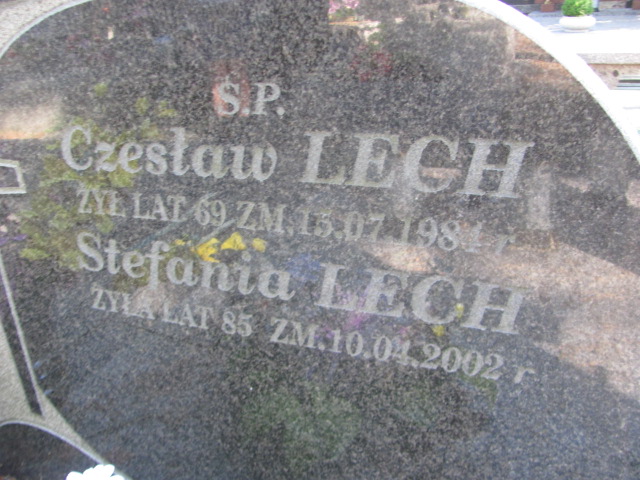 Ś.P.
Czesław LECH
ŻYŁ LAT 69 ZM. 15.07.1984 r
Stefania LECH
ŻYŁA LAT 85 ZM. 10.04.2002 r